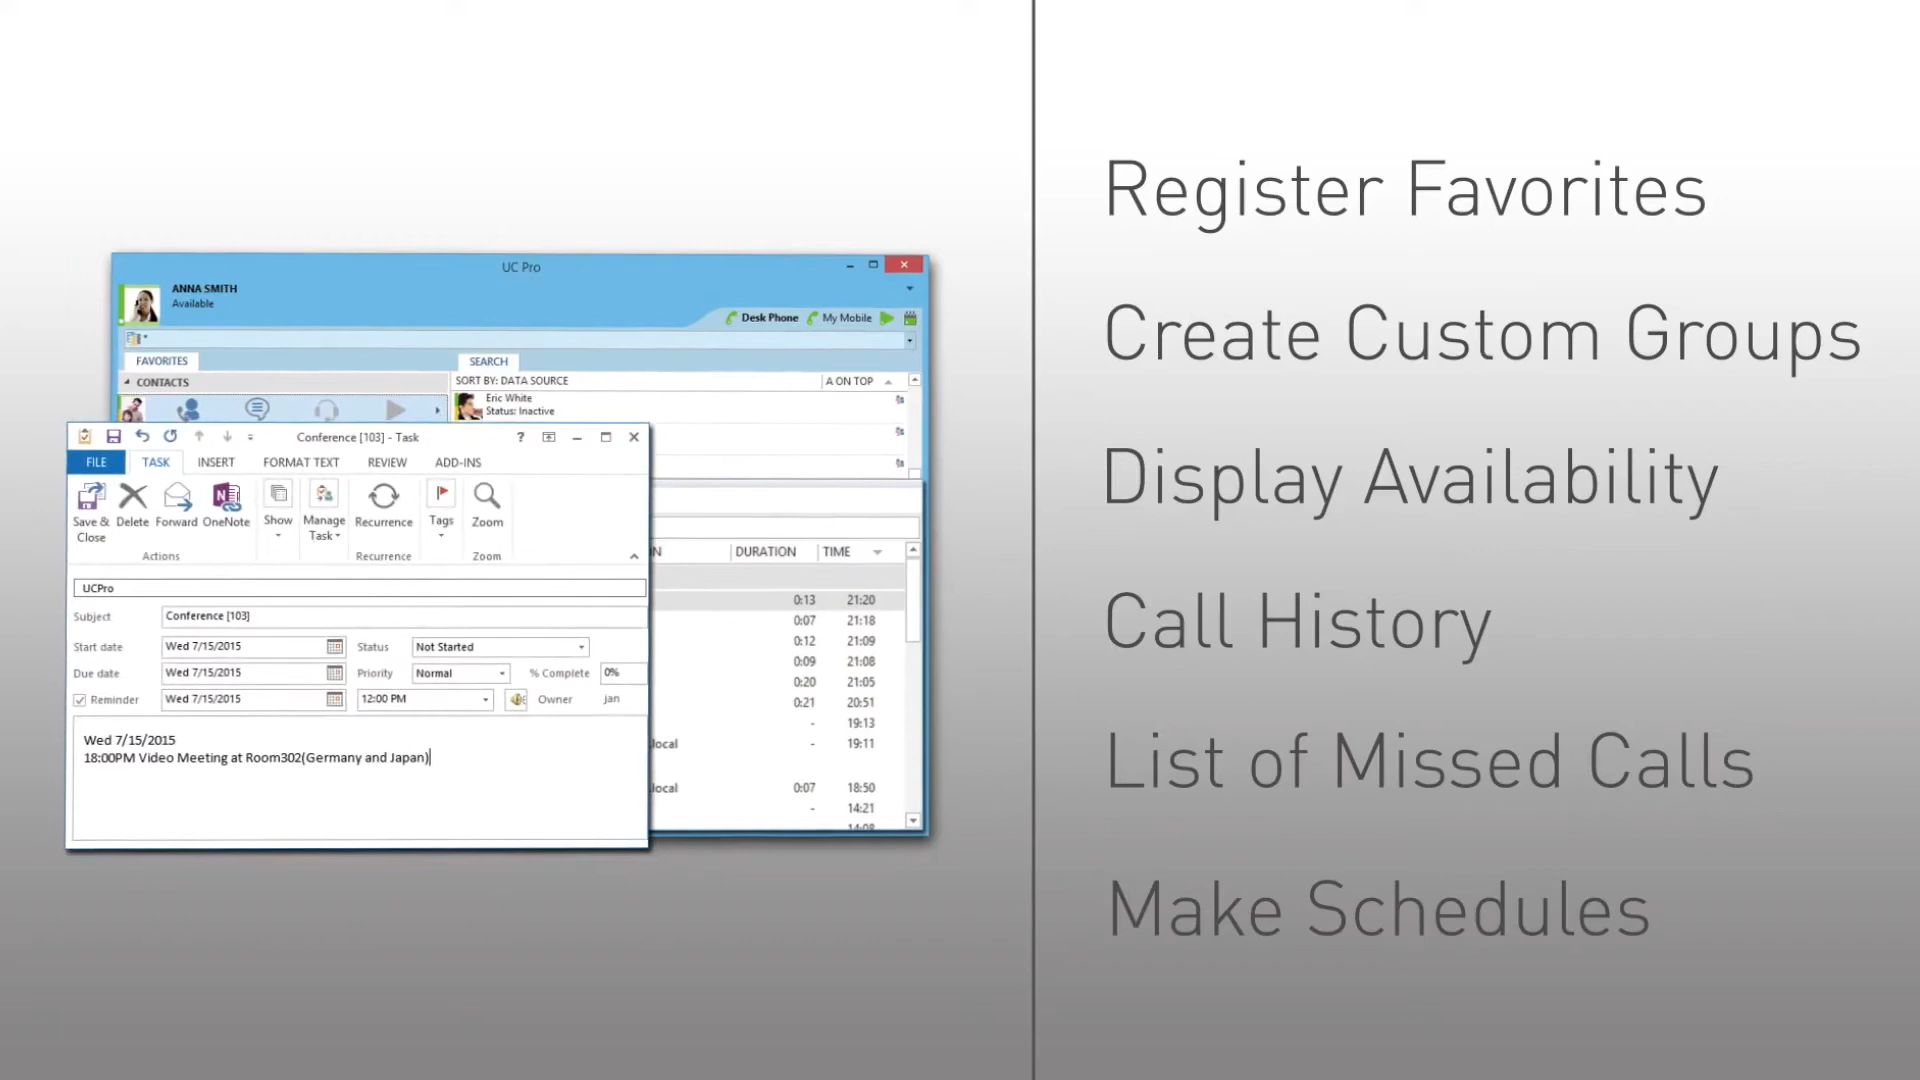 UC Pro
ANNA SMITH
Available
Desk Phone My Mobile
FAVORITES SEARCH
CONTACTS SORT BY: DATA SOURCE A ON TOP
Eric White
Status: Inactive
Conference [103] - Task
FILE TASK INSERT FORMAT TEXT REVIEW ADD-INS
Save & Close Delete Forward OneNote Show Manage Task Recurrence Tags Zoom
Actions Recurrence Zoom
UCPro
Subject Conference [103]
Start date Wed 7/15/2015 Status Not Started
Due date Wed 7/15/2015 Priority Normal % Complete 0%
Reminder Wed 7/15/2015 12:00 PM Owner jan
Wed 7/15/2015
18:00PM Video Meeting at Room302(Germany and Japan)
DURATION TIME
0:13 21:20
0:07 21:18
0:12 21:09
0:09 21:08
0:20 21:05
0:21 20:51
- 19:13
local - 19:11
local 0:07 18:50
- 14:21
14:08
Register Favorites
Create Custom Groups
Display Availability
Call History
List of Missed Calls
Make Schedules